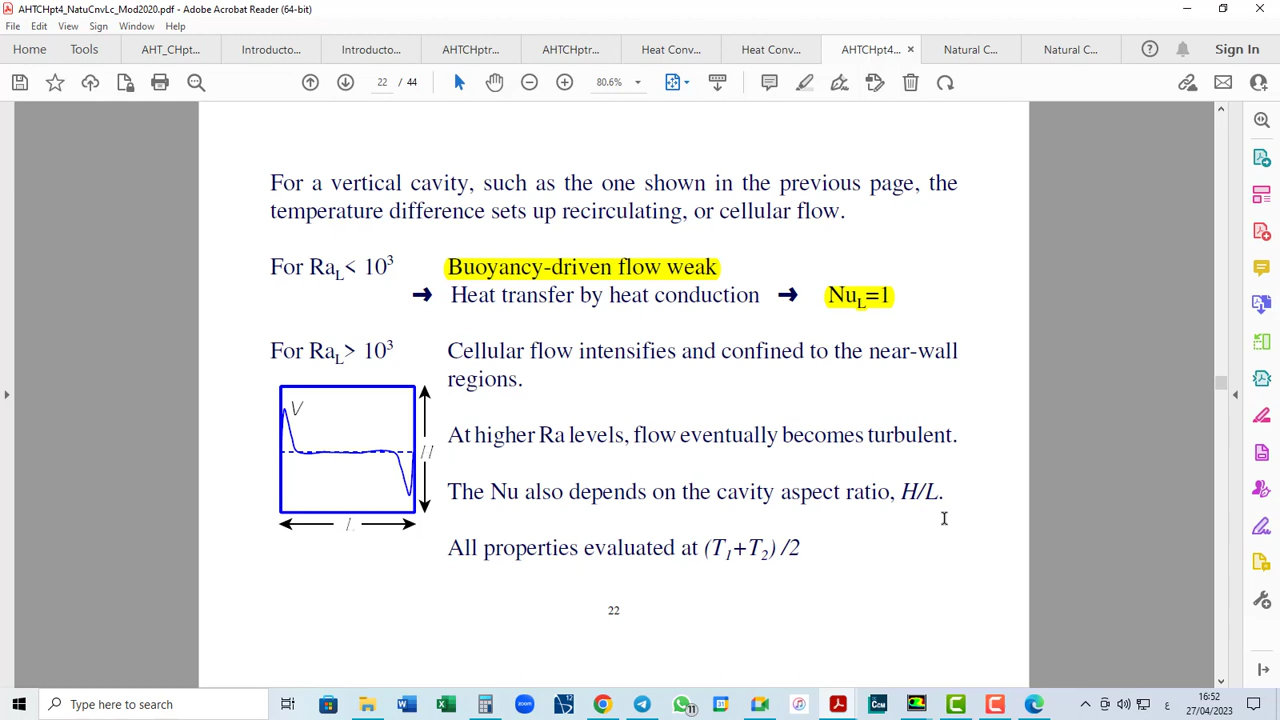 AHTCHpt4_NatuCnvLc_Mod2020.pdf - Adobe Acrobat Reader (64-bit)
File Edit View Sign Window Help
Home Tools AHT_CHpt... Introducto... Introducto... AHTCHptr... AHTCHptr... Heat Conv... Heat Conv... AHTCHpt4... × Natural C... Natural C... Sign In
22 / 44 80.6%
For a vertical cavity, such as the one shown in the previous page, the
temperature difference sets up recirculating, or cellular flow.
For RaL< 10³ Buoyancy-driven flow weak
➔ Heat transfer by heat conduction ➔ NuL=1
For RaL> 10³ Cellular flow intensifies and confined to the near-wall
regions.
V
H
L
At higher Ra levels, flow eventually becomes turbulent.
The Nu also depends on the cavity aspect ratio, H/L.
All properties evaluated at (T1+T2) /2
22
Type here to search
zoom
12
11
31
Com
ع
16:52
27/04/2023